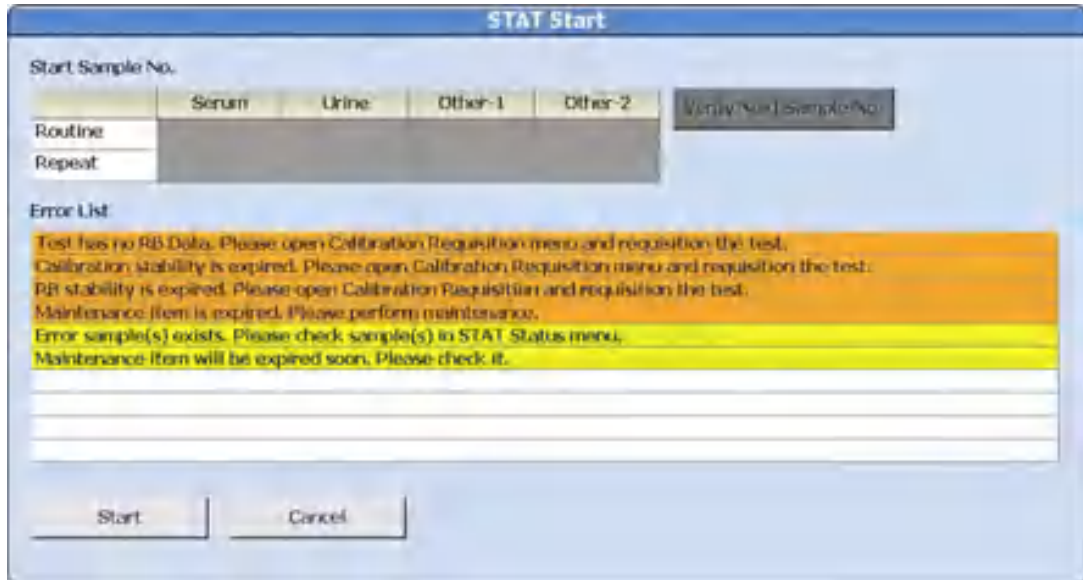 STAT Start
Start Sample No.
Serum Urine Other-1 Other-2 Verify Next Sample No.
Routine
Repeat
Error List
Test has no RB Data. Please open Calibration Requisition menu and requisition the test.
Calibration stability is expired. Please open Calibration Requisition menu and requisition the test.
RB stability is expired. Please open Calibration Requisition and requisition the test.
Maintenance item is expired. Please perform maintenance.
Error sample(s) exists. Please check sample(s) in STAT Status menu.
Maintenance item will be expired soon. Please check it.
Start Cancel